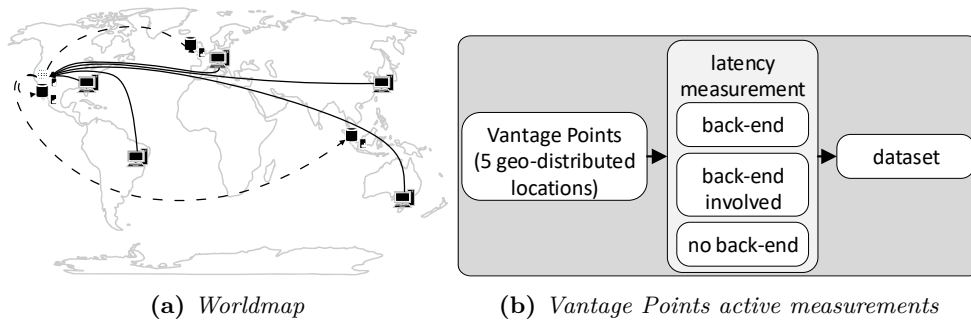 latency
measurement
Vantage Points
(5 geo-distributed
locations)
back-end
back-end
involved
no back-end
dataset
(a) Worldmap
(b) Vantage Points active measurements